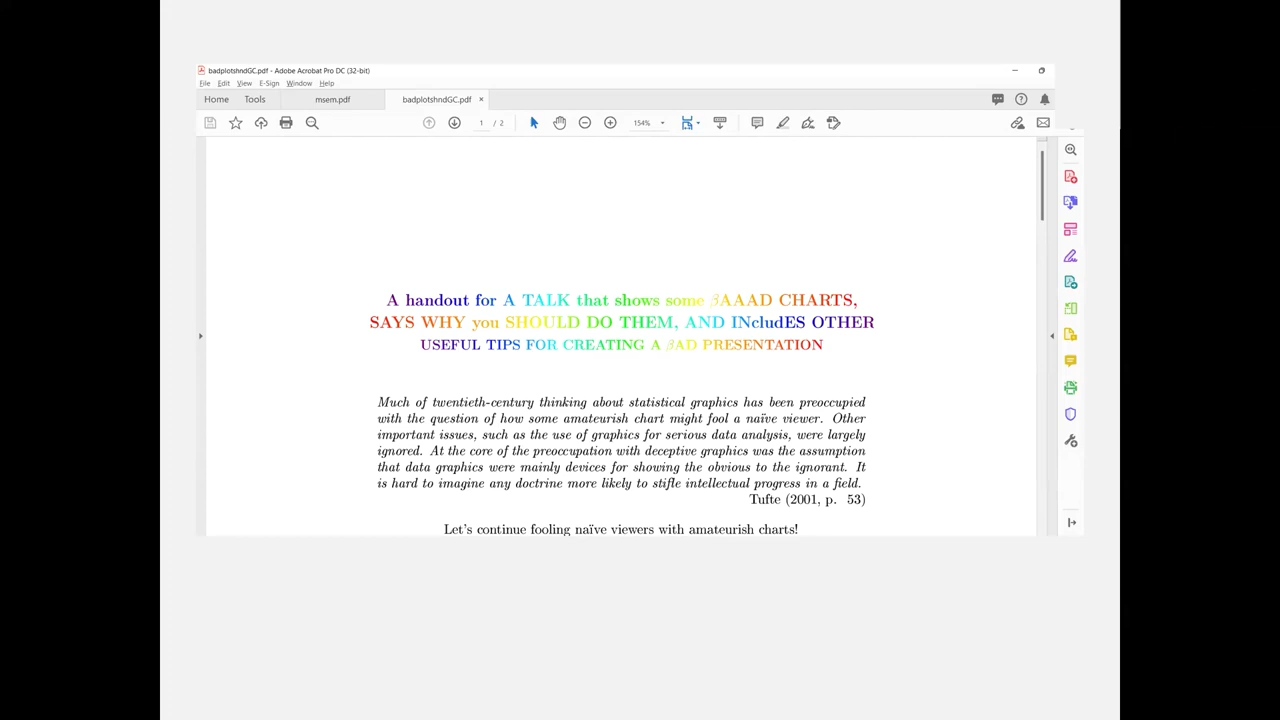 badplotshndGC.pdf - Adobe Acrobat Pro DC (32-bit)
File Edit View E-Sign Window Help
Home Tools msem.pdf badplotshndGC.pdf ×
1 / 2 154%
A handout for A TALK that shows some βAAAD CHARTS,
SAYS WHY you SHOULD DO THEM, AND INcludES OTHER
USEFUL TIPS FOR CREATING A βAD PRESENTATION
Much of twentieth-century thinking about statistical graphics has been preoccupied
with the question of how some amateurish chart might fool a naïve viewer. Other
important issues, such as the use of graphics for serious data analysis, were largely
ignored. At the core of the preoccupation with deceptive graphics was the assumption
that data graphics were mainly devices for showing the obvious to the ignorant. It
is hard to imagine any doctrine more likely to stifle intellectual progress in a field.
Tufte (2001, p. 53)
Let's continue fooling naïve viewers with amateurish charts!